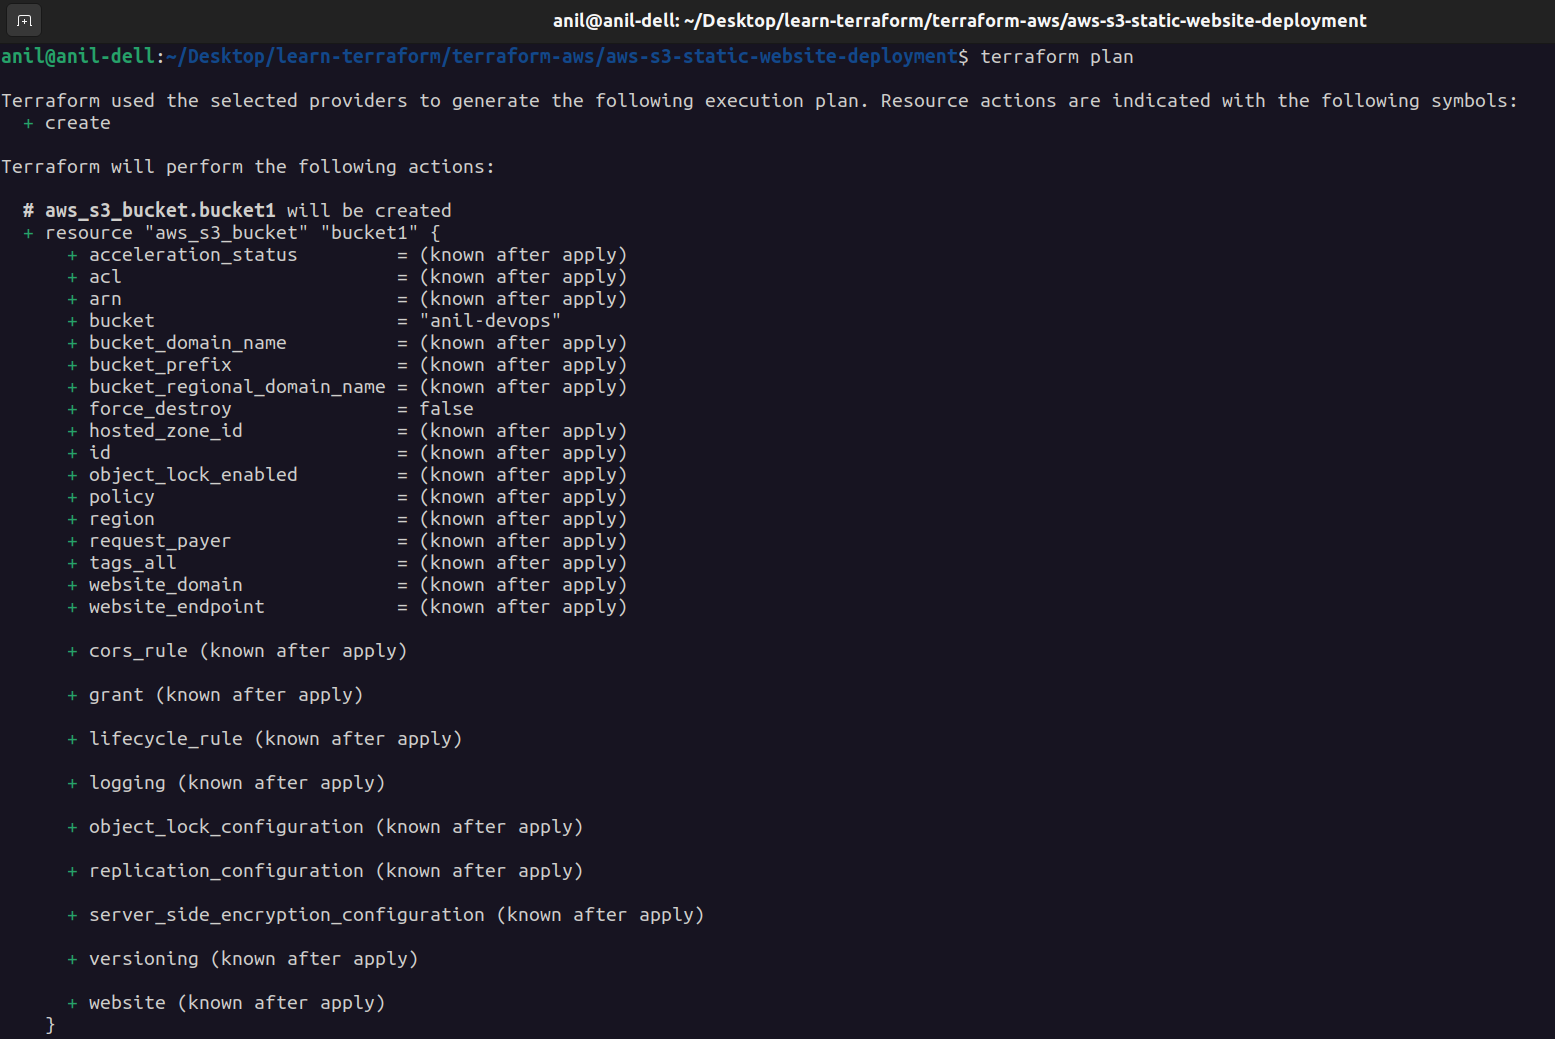 anil@anil-dell: ~/Desktop/learn-terraform/terraform-aws/aws-s3-static-website-deployment
anil@anil-dell:~/Desktop/learn-terraform/terraform-aws/aws-s3-static-website-deployment$ terraform plan
Terraform used the selected providers to generate the following execution plan. Resource actions are indicated with the following symbols:
  + create
Terraform will perform the following actions:
  # aws_s3_bucket.bucket1 will be created
  + resource "aws_s3_bucket" "bucket1" {
      + acceleration_status         = (known after apply)
      + acl                         = (known after apply)
      + arn                         = (known after apply)
      + bucket                      = "anil-devops"
      + bucket_domain_name          = (known after apply)
      + bucket_prefix               = (known after apply)
      + bucket_regional_domain_name = (known after apply)
      + force_destroy               = false
      + hosted_zone_id              = (known after apply)
      + id                          = (known after apply)
      + object_lock_enabled         = (known after apply)
      + policy                      = (known after apply)
      + region                      = (known after apply)
      + request_payer               = (known after apply)
      + tags_all                    = (known after apply)
      + website_domain              = (known after apply)
      + website_endpoint            = (known after apply)
      + cors_rule (known after apply)
      + grant (known after apply)
      + lifecycle_rule (known after apply)
      + logging (known after apply)
      + object_lock_configuration (known after apply)
      + replication_configuration (known after apply)
      + server_side_encryption_configuration (known after apply)
      + versioning (known after apply)
      + website (known after apply)
    }